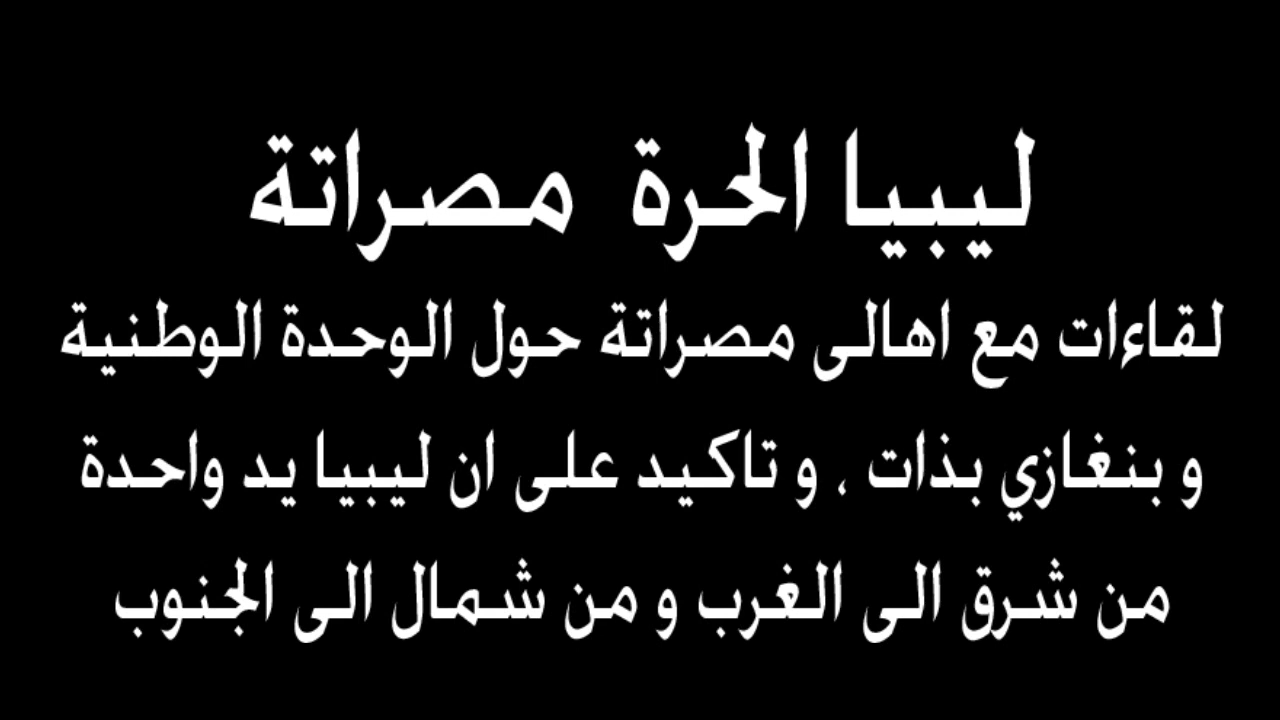 ليبيا الحرة مصراتة
لقاءات مع اهالى مصراتة حول الوحدة الوطنية
و بنغازي بذات ، و تاكيد على ان ليبيا يد واحدة
من شرق الى الغرب و من شمال الى الجنوب